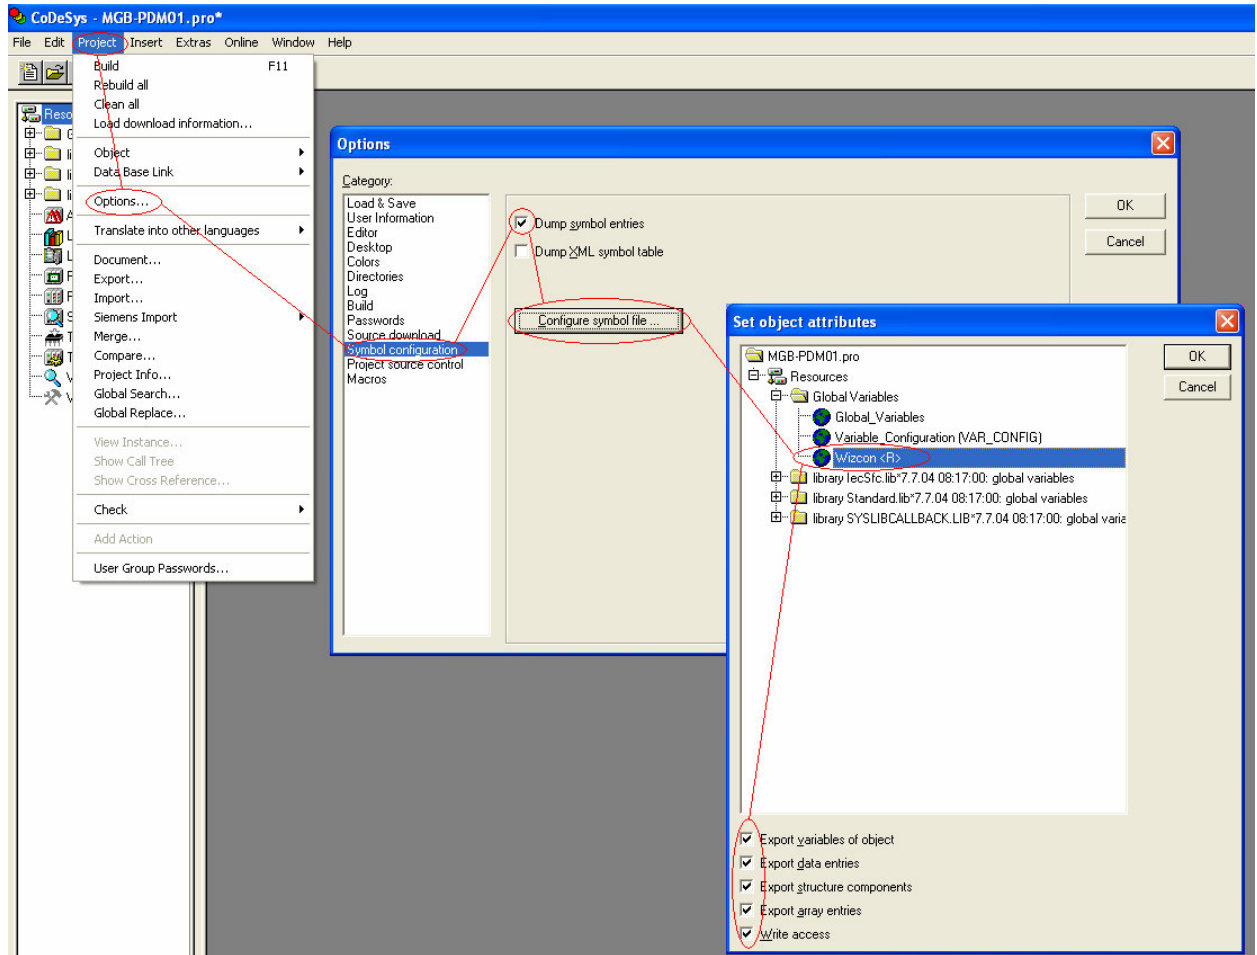 CoDeSys - MGB-PDM01.pro*
File Edit Project Insert Extras Online Window Help
Build F11
Rebuild all
Clean all
Load download information...
Object
Data Base Link
Options...
Translate into other languages
Document...
Export...
Import...
Siemens Import
Merge...
Compare...
Project Info...
Global Search...
Global Replace...
View Instance...
Show Call Tree
Show Cross Reference...
Check
Add Action
User Group Passwords...
Reso
Options
Category:
Load & Save
User Information
Editor
Desktop
Colors
Directories
Log
Build
Passwords
Source download
Symbol configuration
Project source control
Macros
Dump symbol entries
Dump XML symbol table
Configure symbol file ...
OK
Cancel
Set object attributes
MGB-PDM01.pro
Resources
Global Variables
Global_Variables
Variable_Configuration (VAR_CONFIG)
Wizcon <R>
library IecSfc.lib*7.7.04 08:17:00: global variables
library Standard.lib*7.7.04 08:17:00: global variables
library SYSLIBCALLBACK.LIB*7.7.04 08:17:00: global varia
OK
Cancel
Export variables of object
Export data entries
Export structure components
Export array entries
Write access